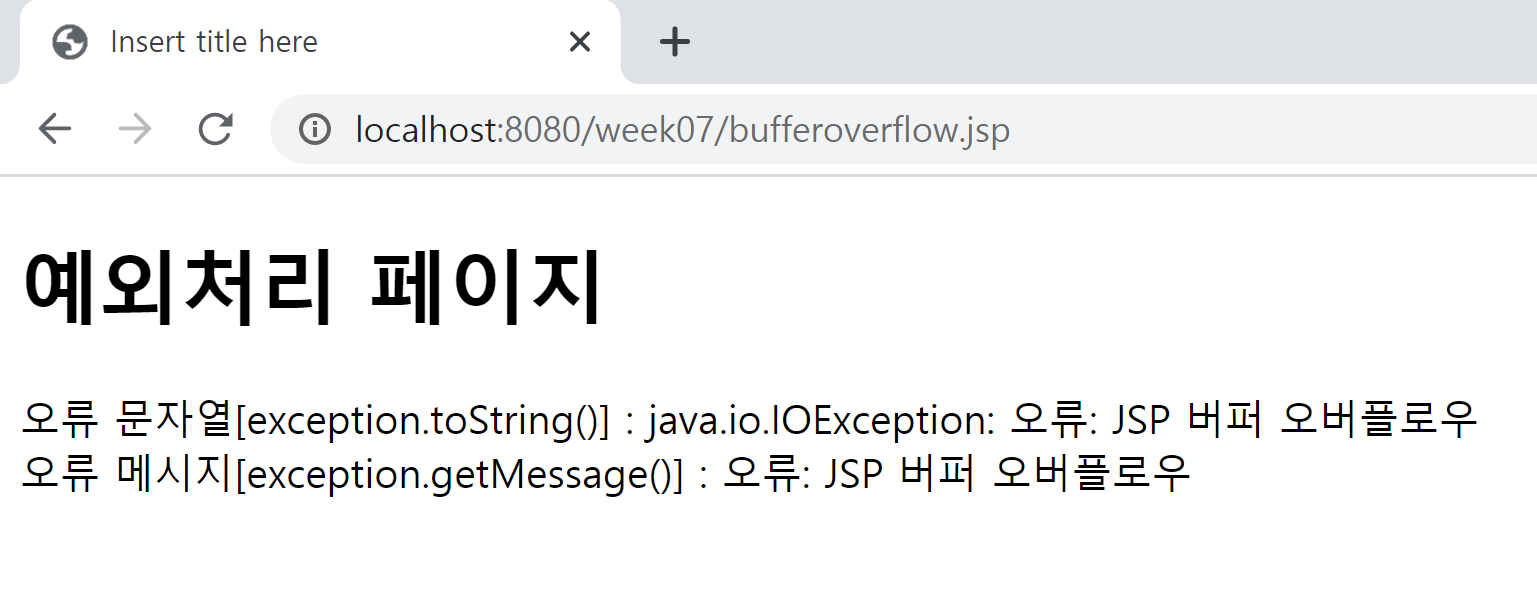 Insert title here
localhost:8080/week07/bufferoverflow.jsp
예외처리 페이지
오류 문자열[exception.toString()] : java.io.IOException: 오류: JSP 버퍼 오버플로우
오류 메시지[exception.getMessage()] : 오류: JSP 버퍼 오버플로우